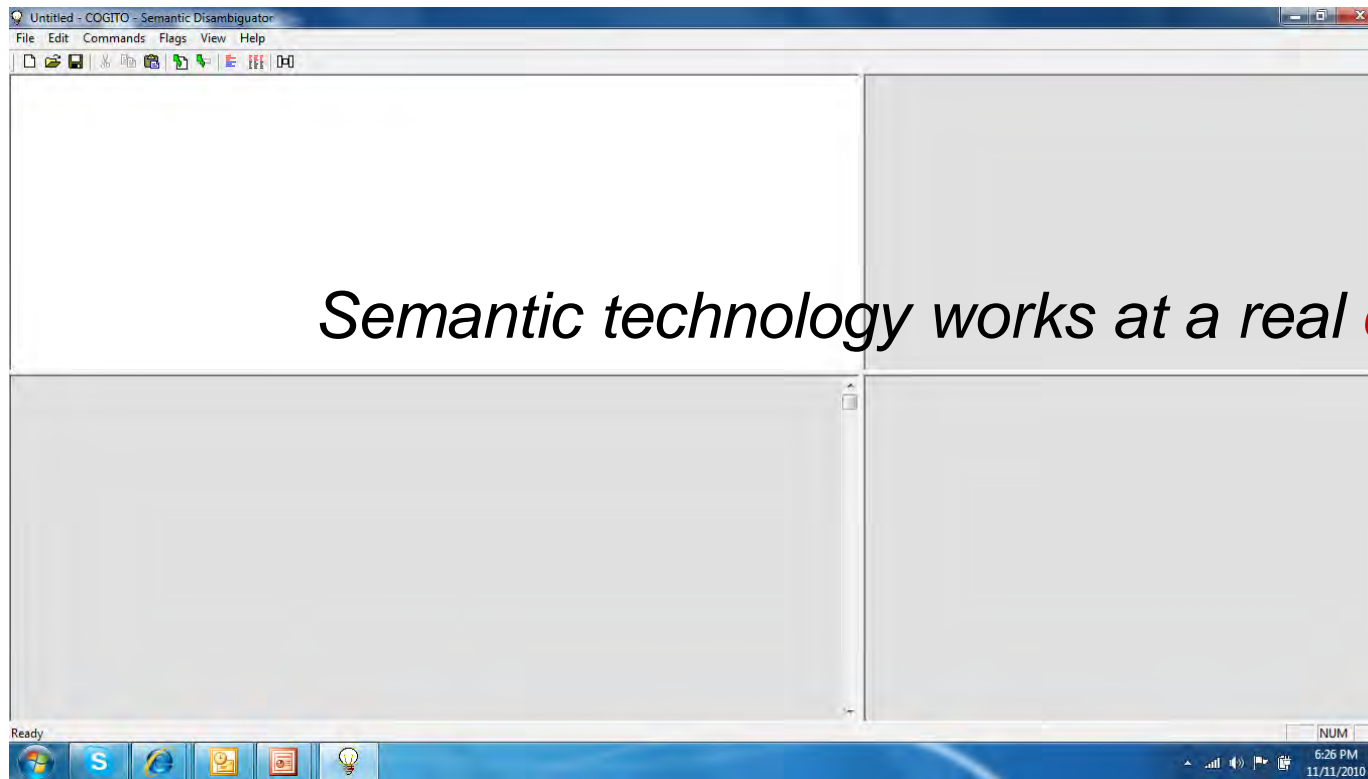 Untitled - COGITO - Semantic Disambiguator
File Edit Commands Flags View Help
Semantic technology works at a real
Ready
NUM
6:26 PM
11/11/2010